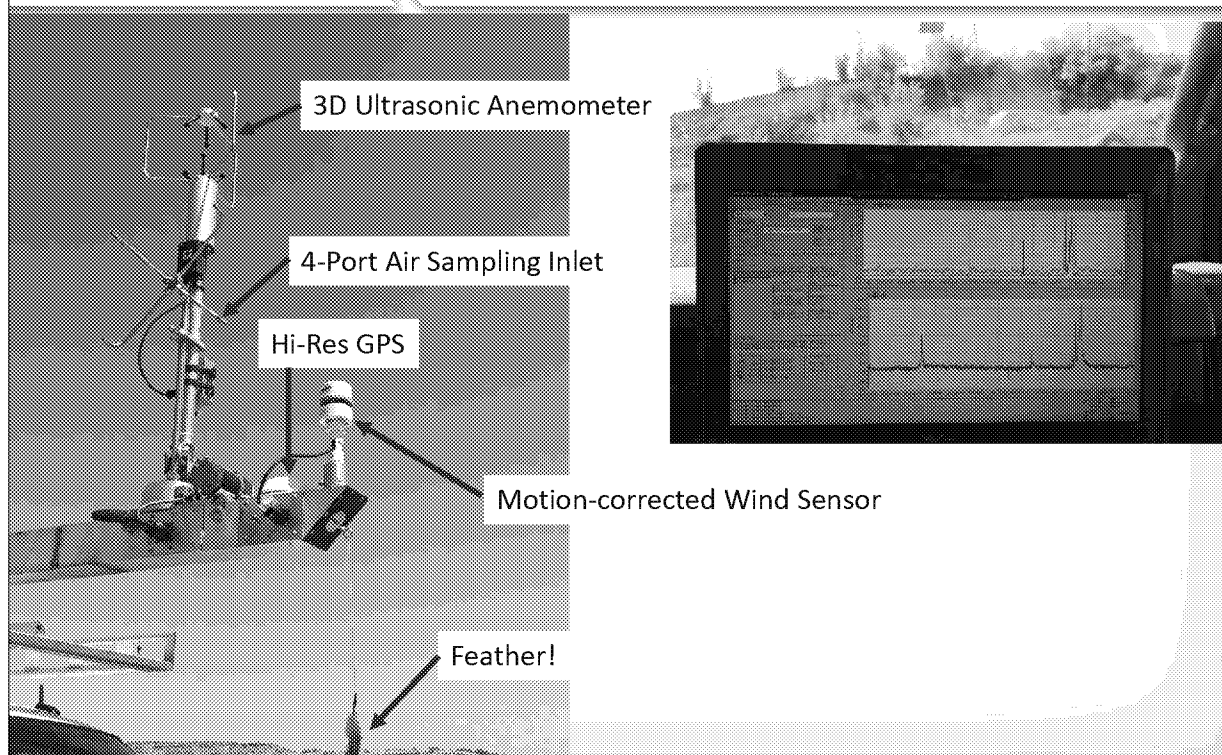 3D Ultrasonic Anemometer
4-Port Air Sampling Inlet
Hi-Res GPS
Motion-corrected Wind Sensor
Feather!